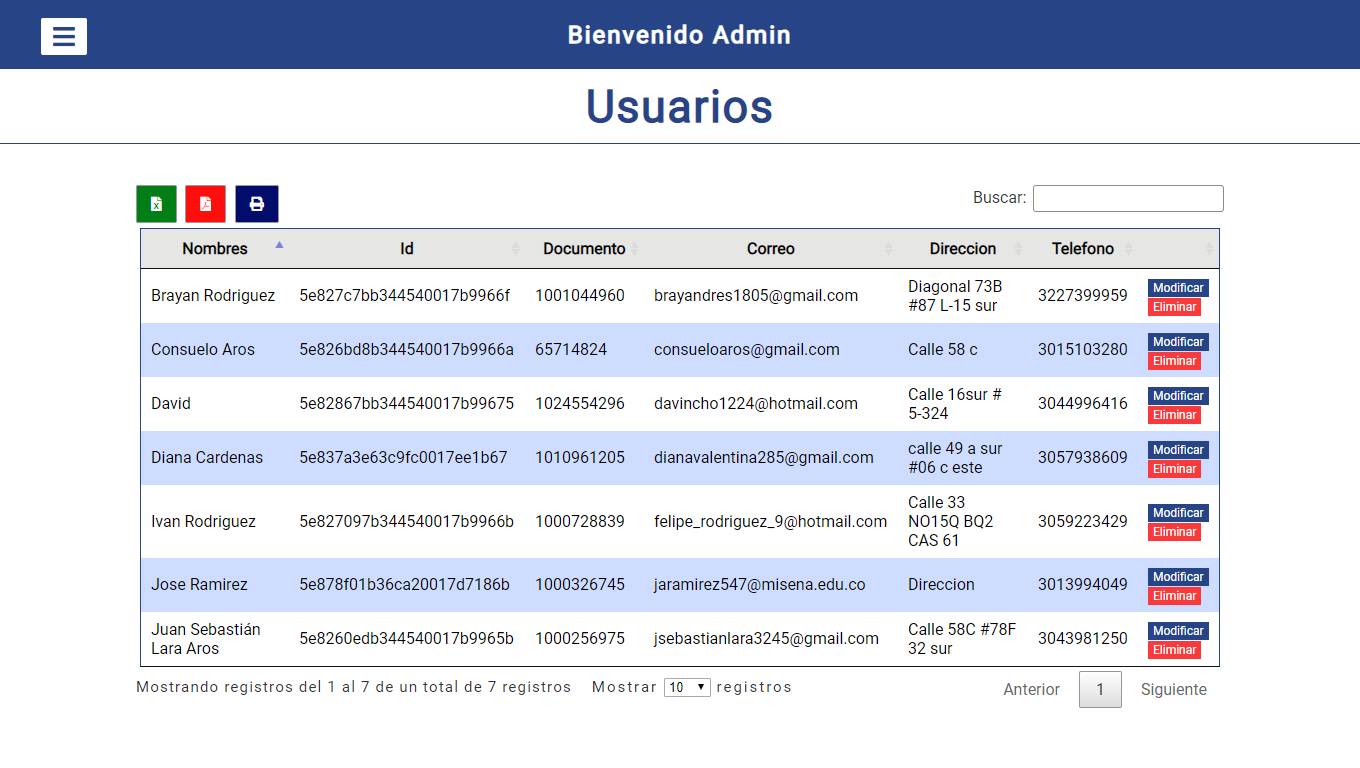 Bienvenido Admin
Usuarios
Buscar:
Nombres Id Documento Correo Direccion Telefono
Brayan Rodriguez 5e827c7bb344540017b9966f 1001044960 brayandres1805@gmail.com Diagonal 73B #87 L-15 sur 3227399959 Modificar Eliminar
Consuelo Aros 5e826bd8b344540017b9966a 65714824 consueloaros@gmail.com Calle 58 c 3015103280 Modificar Eliminar
David 5e82867bb344540017b99675 1024554296 davincho1224@hotmail.com Calle 16sur # 5-324 3044996416 Modificar Eliminar
Diana Cardenas 5e837a3e63c9fc0017ee1b67 1010961205 dianavalentina285@gmail.com calle 49 a sur #06 c este 3057938609 Modificar Eliminar
Ivan Rodriguez 5e827097b344540017b9966b 1000728839 felipe_rodriguez_9@hotmail.com Calle 33 NO15Q BQ2 CAS 61 3059223429 Modificar Eliminar
Jose Ramirez 5e878f01b36ca20017d7186b 1000326745 jaramirez547@misena.edu.co Direccion 3013994049 Modificar Eliminar
Juan Sebastián Lara Aros 5e8260edb344540017b9965b 1000256975 jsebastianlara3245@gmail.com Calle 58C #78F 32 sur 3043981250 Modificar Eliminar
Mostrando registros del 1 al 7 de un total de 7 registros Mostrar 10 registros Anterior 1 Siguiente